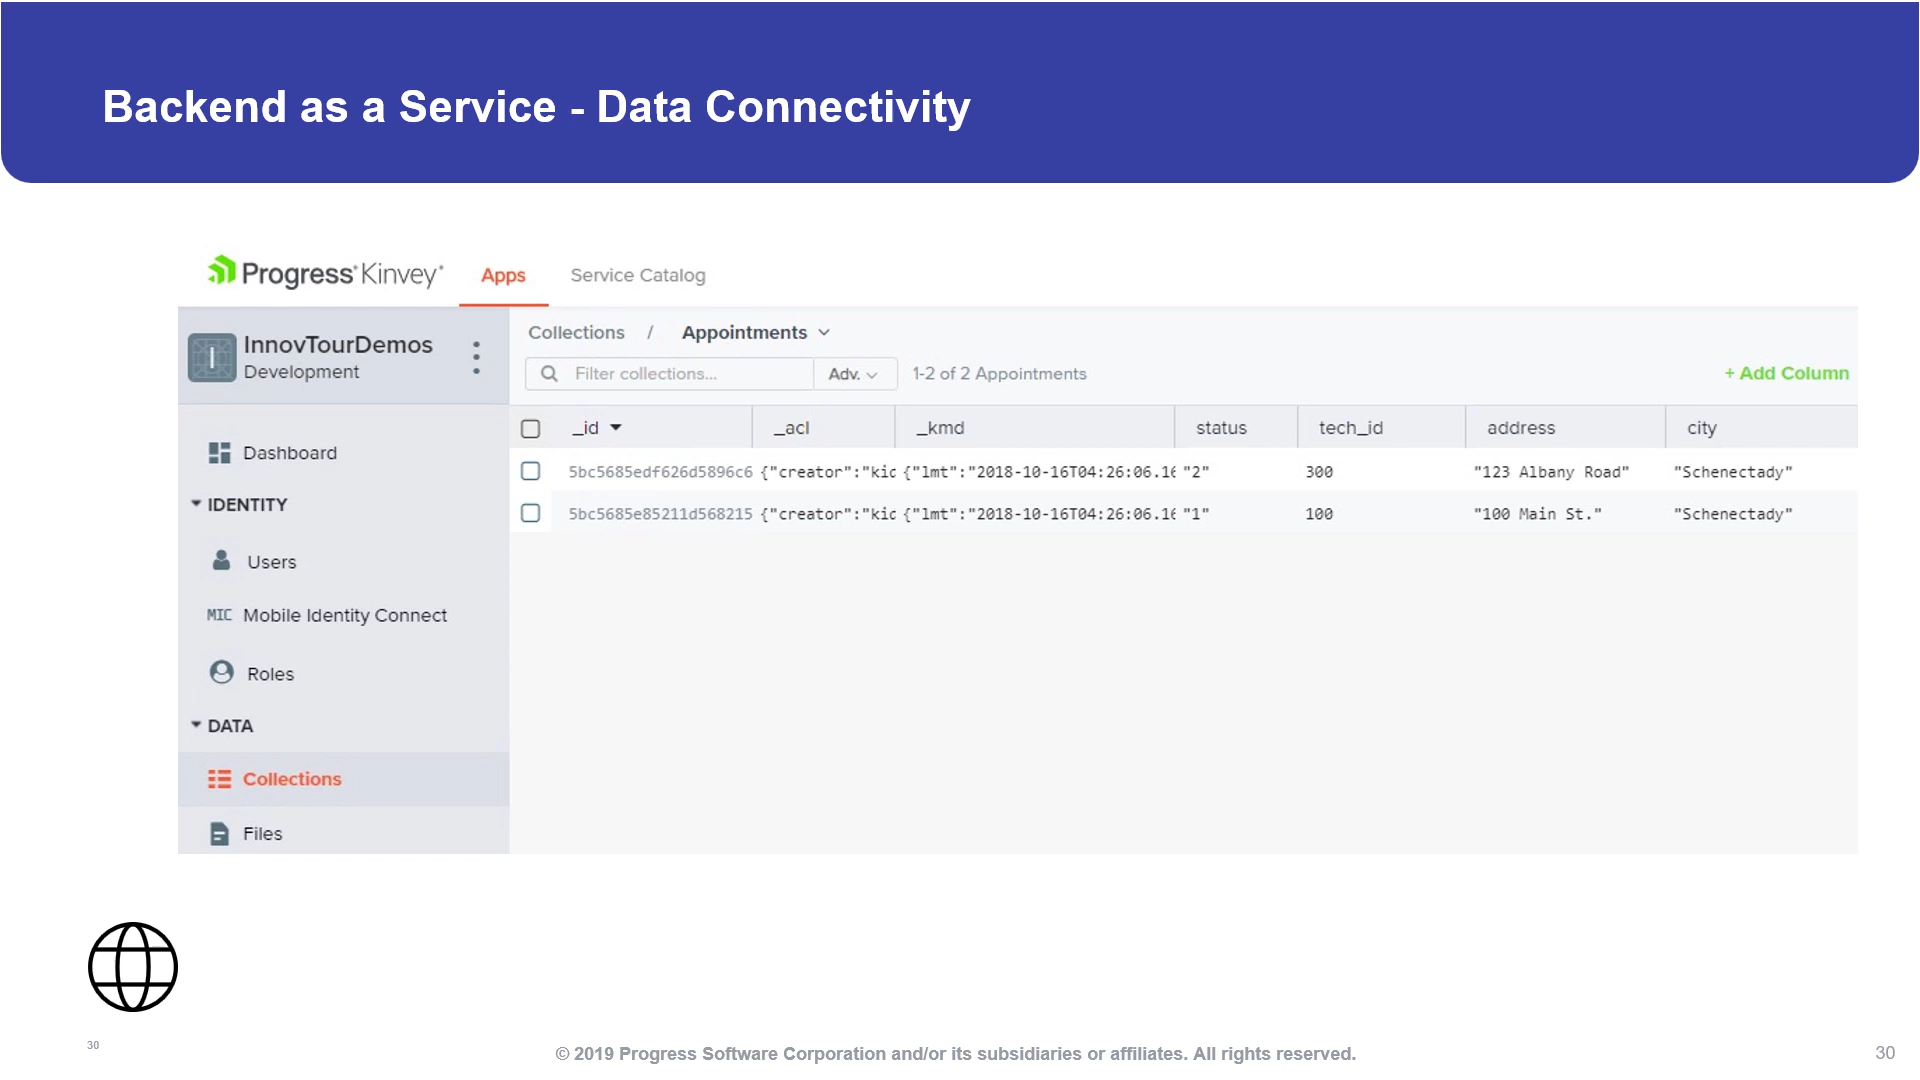 Backend as a Service - Data Connectivity
Progress Kinvey Apps Service Catalog
I InnovTourDemos
Development
Collections / Appointments
Filter collections... Adv. 1-2 of 2 Appointments + Add Column
_id _acl _kmd status tech_id address city
5bc5685edf626d5896c6 {"creator":"kid {"lmt":"2018-10-16T04:26:06.16 "2" 300 "123 Albany Road" "Schenectady"
5bc5685e85211d568215 {"creator":"kid {"lmt":"2018-10-16T04:26:06.16 "1" 100 "100 Main St." "Schenectady"
Dashboard
IDENTITY
Users
MIC Mobile Identity Connect
Roles
DATA
Collections
Files
30
© 2019 Progress Software Corporation and/or its subsidiaries or affiliates. All rights reserved.
30